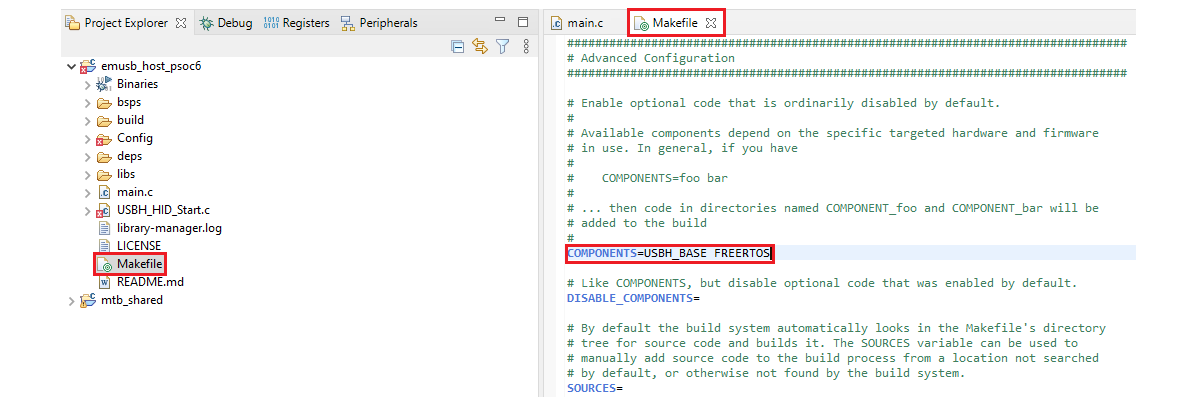 Project Explorer
Debug
Registers
Peripherals
emusb_host_psoc6
Binaries
bsps
build
Config
deps
libs
main.c
USBH_HID_Start.c
library-manager.log
LICENSE
Makefile
README.md
mtb_shared
main.c
Makefile
################################################################################
# Advanced Configuration
################################################################################
# Enable optional code that is ordinarily disabled by default.
#
# Available components depend on the specific targeted hardware and firmware
# in use. In general, if you have
#
#    COMPONENTS=foo bar
#
# ... then code in directories named COMPONENT_foo and COMPONENT_bar will be
# added to the build
#
COMPONENTS=USBH_BASE FREERTOS
# Like COMPONENTS, but disable optional code that was enabled by default.
DISABLE_COMPONENTS=
# By default the build system automatically looks in the Makefile's directory
# tree for source code and builds it. The SOURCES variable can be used to
# manually add source code to the build process from a location not searched
# by default, or otherwise not found by the build system.
SOURCES=